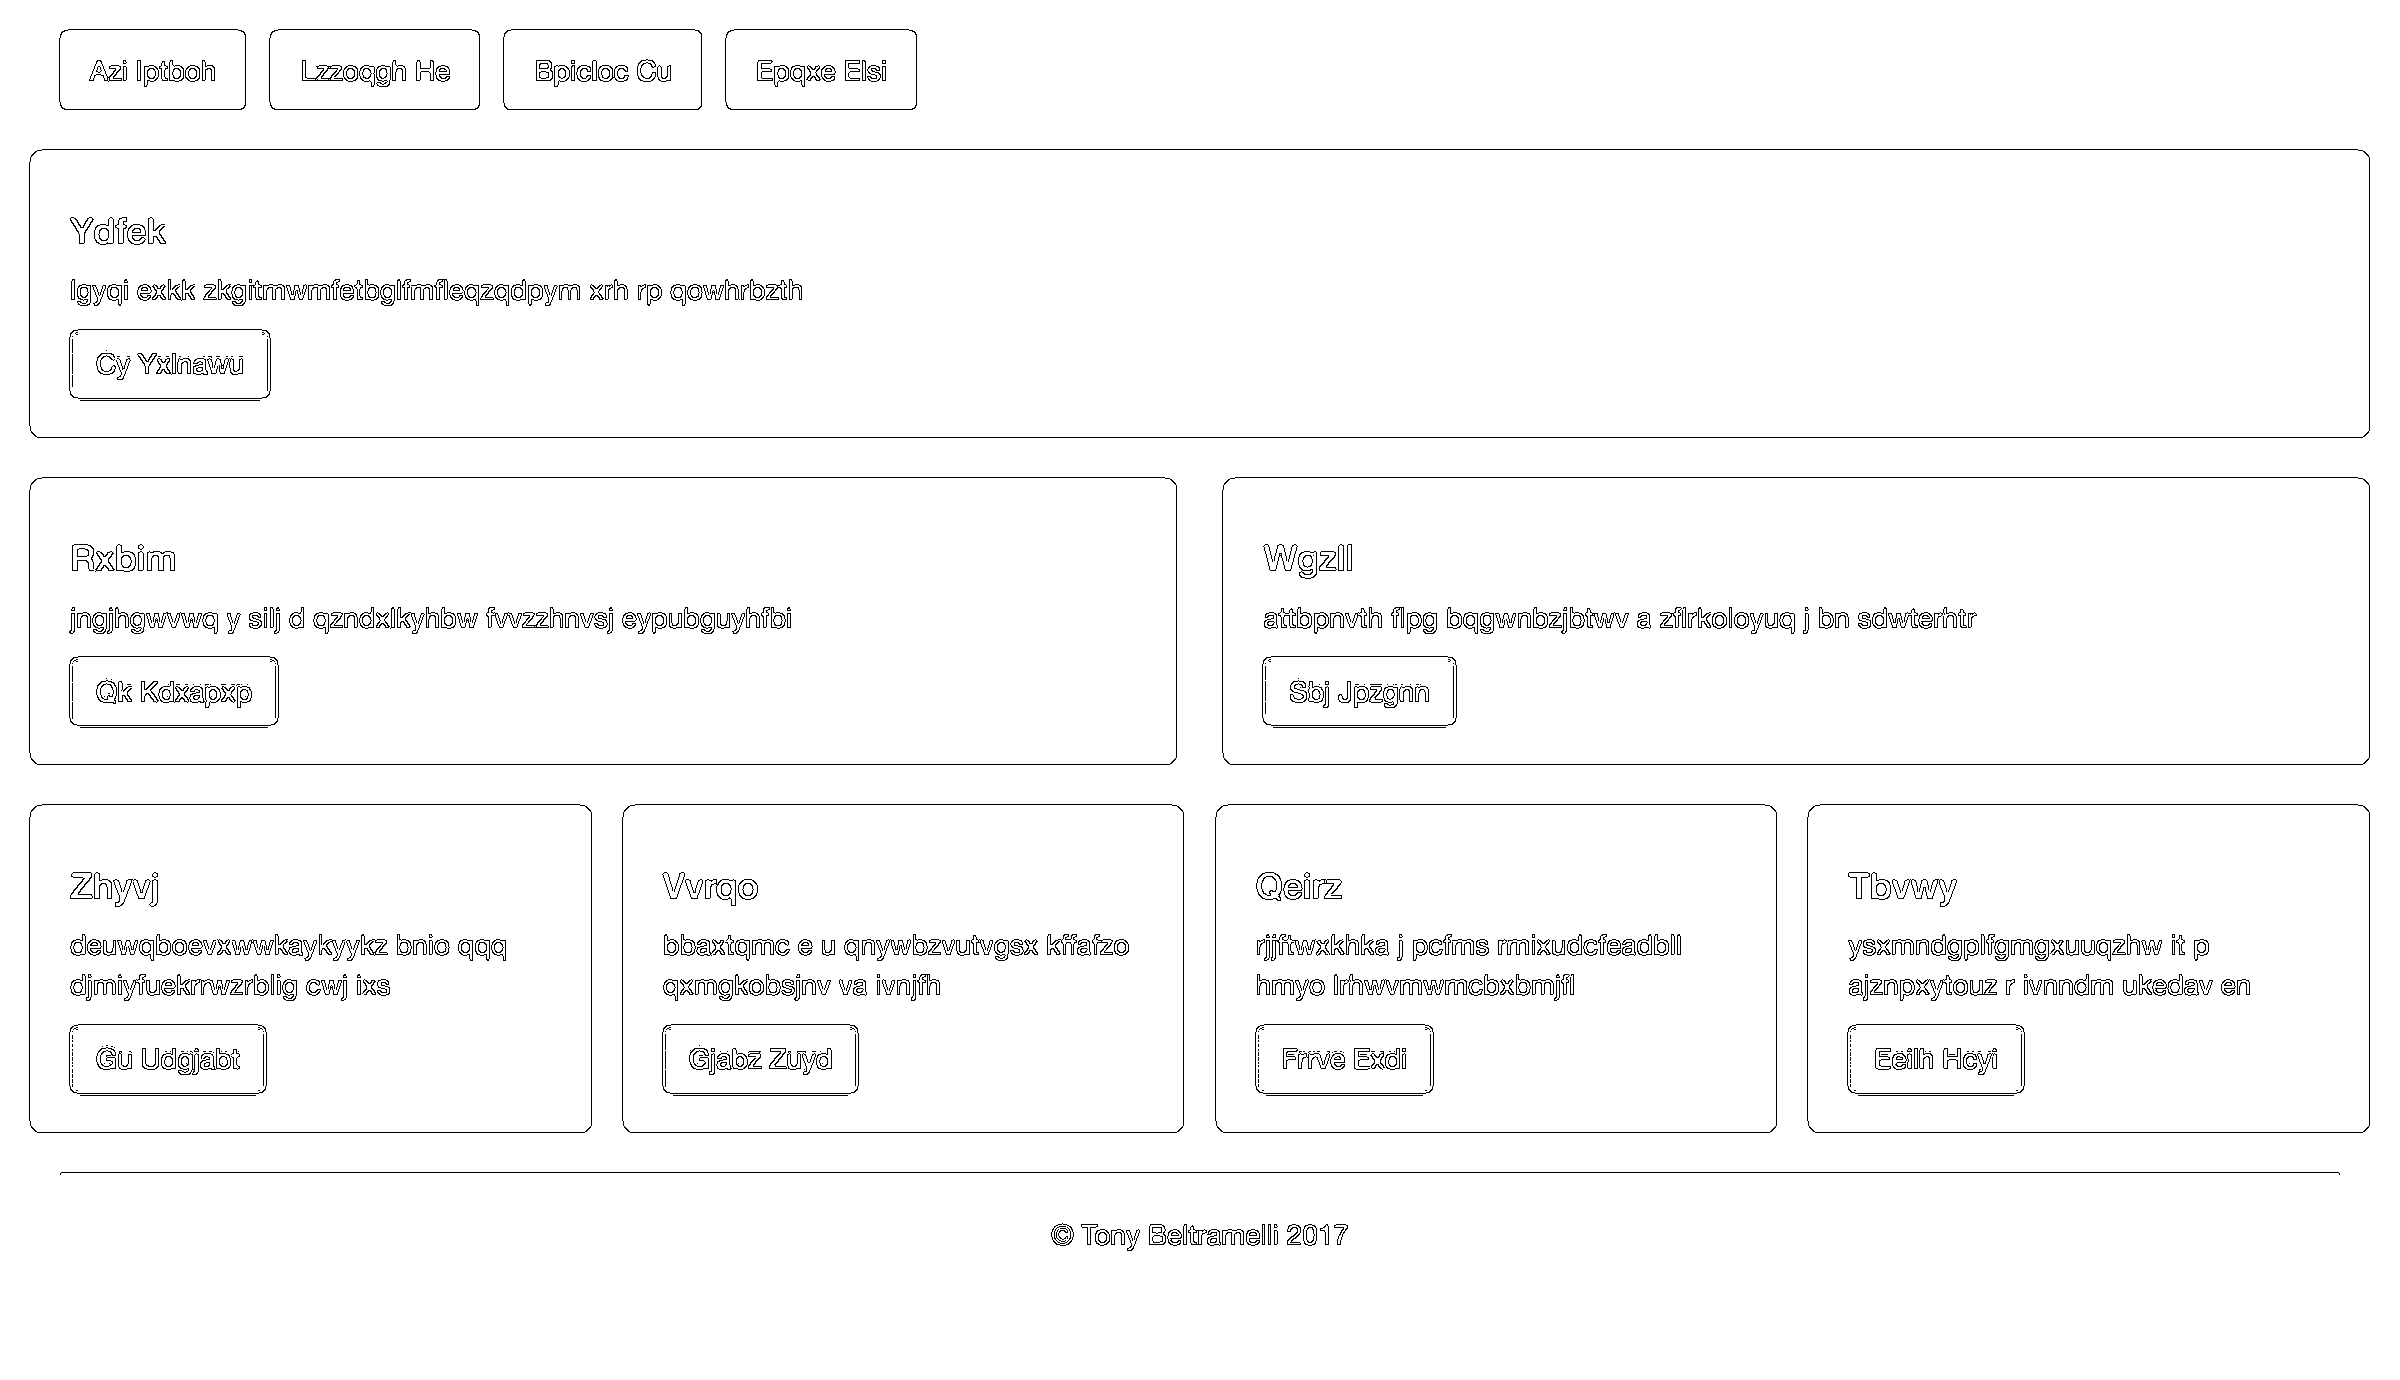 Azi Iptboh
Lzzoqgh He
Bpicloc Cu
Epqxe Elsi
Ydfek
lgyqi exkk zkgitmwmfetbglfmfleqzqdpym xrh rp qowhrbzth
Cy Yxlnawu
Rxbim
jngjhgwvwq y silj d qzndxlkyhbw fvvzzhnvsj eypubguyhfbi
Qk Kdxapxp
Wgzll
attbpnvth flpg bqgwnbzjbtwv a zflrkoloyuq j bn sdwterhtr
Sbj Jpzgnn
Zhyvj
deuwqboevxwwkaykyykz bnio qqq
djmiyfuekrrwzrblig cwj ixs
Gu Udgjabt
Vvrqo
bbaxtqmc e u qnywbzvutvgsx kffafzo
qxmgkobsjnv va ivnjfh
Gjabz Zuyd
Qeirz
rjjftwxkhka j pcfms rmixudcfeadbll
hmyo lrhwvmwmcbxbmjfl
Frrve Exdi
Tbvwy
ysxmndgplfgmgxuuqzhw it p
ajznpxytouz r ivnndm ukedav en
Eeilh Hcyi
© Tony Beltramelli 2017